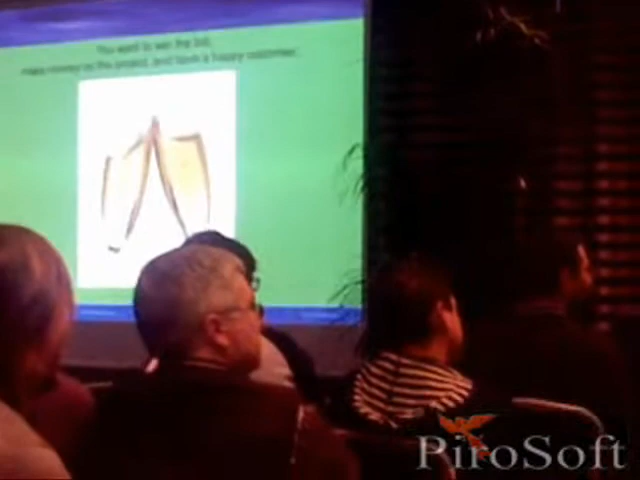 You want to win the bid,
make money on the project, and have a happy customer.
PiroSoft